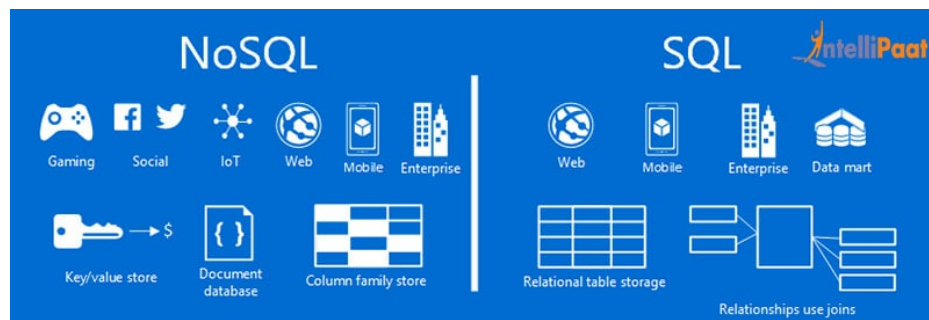 NoSQL
SQL
IntelliPaat
Gaming
Social
IoT
Web
Mobile
Enterprise
Web
Mobile
Enterprise
Data mart
$
{ }
Key/value store
Document
database
Column family store
Relational table storage
Relationships use joins